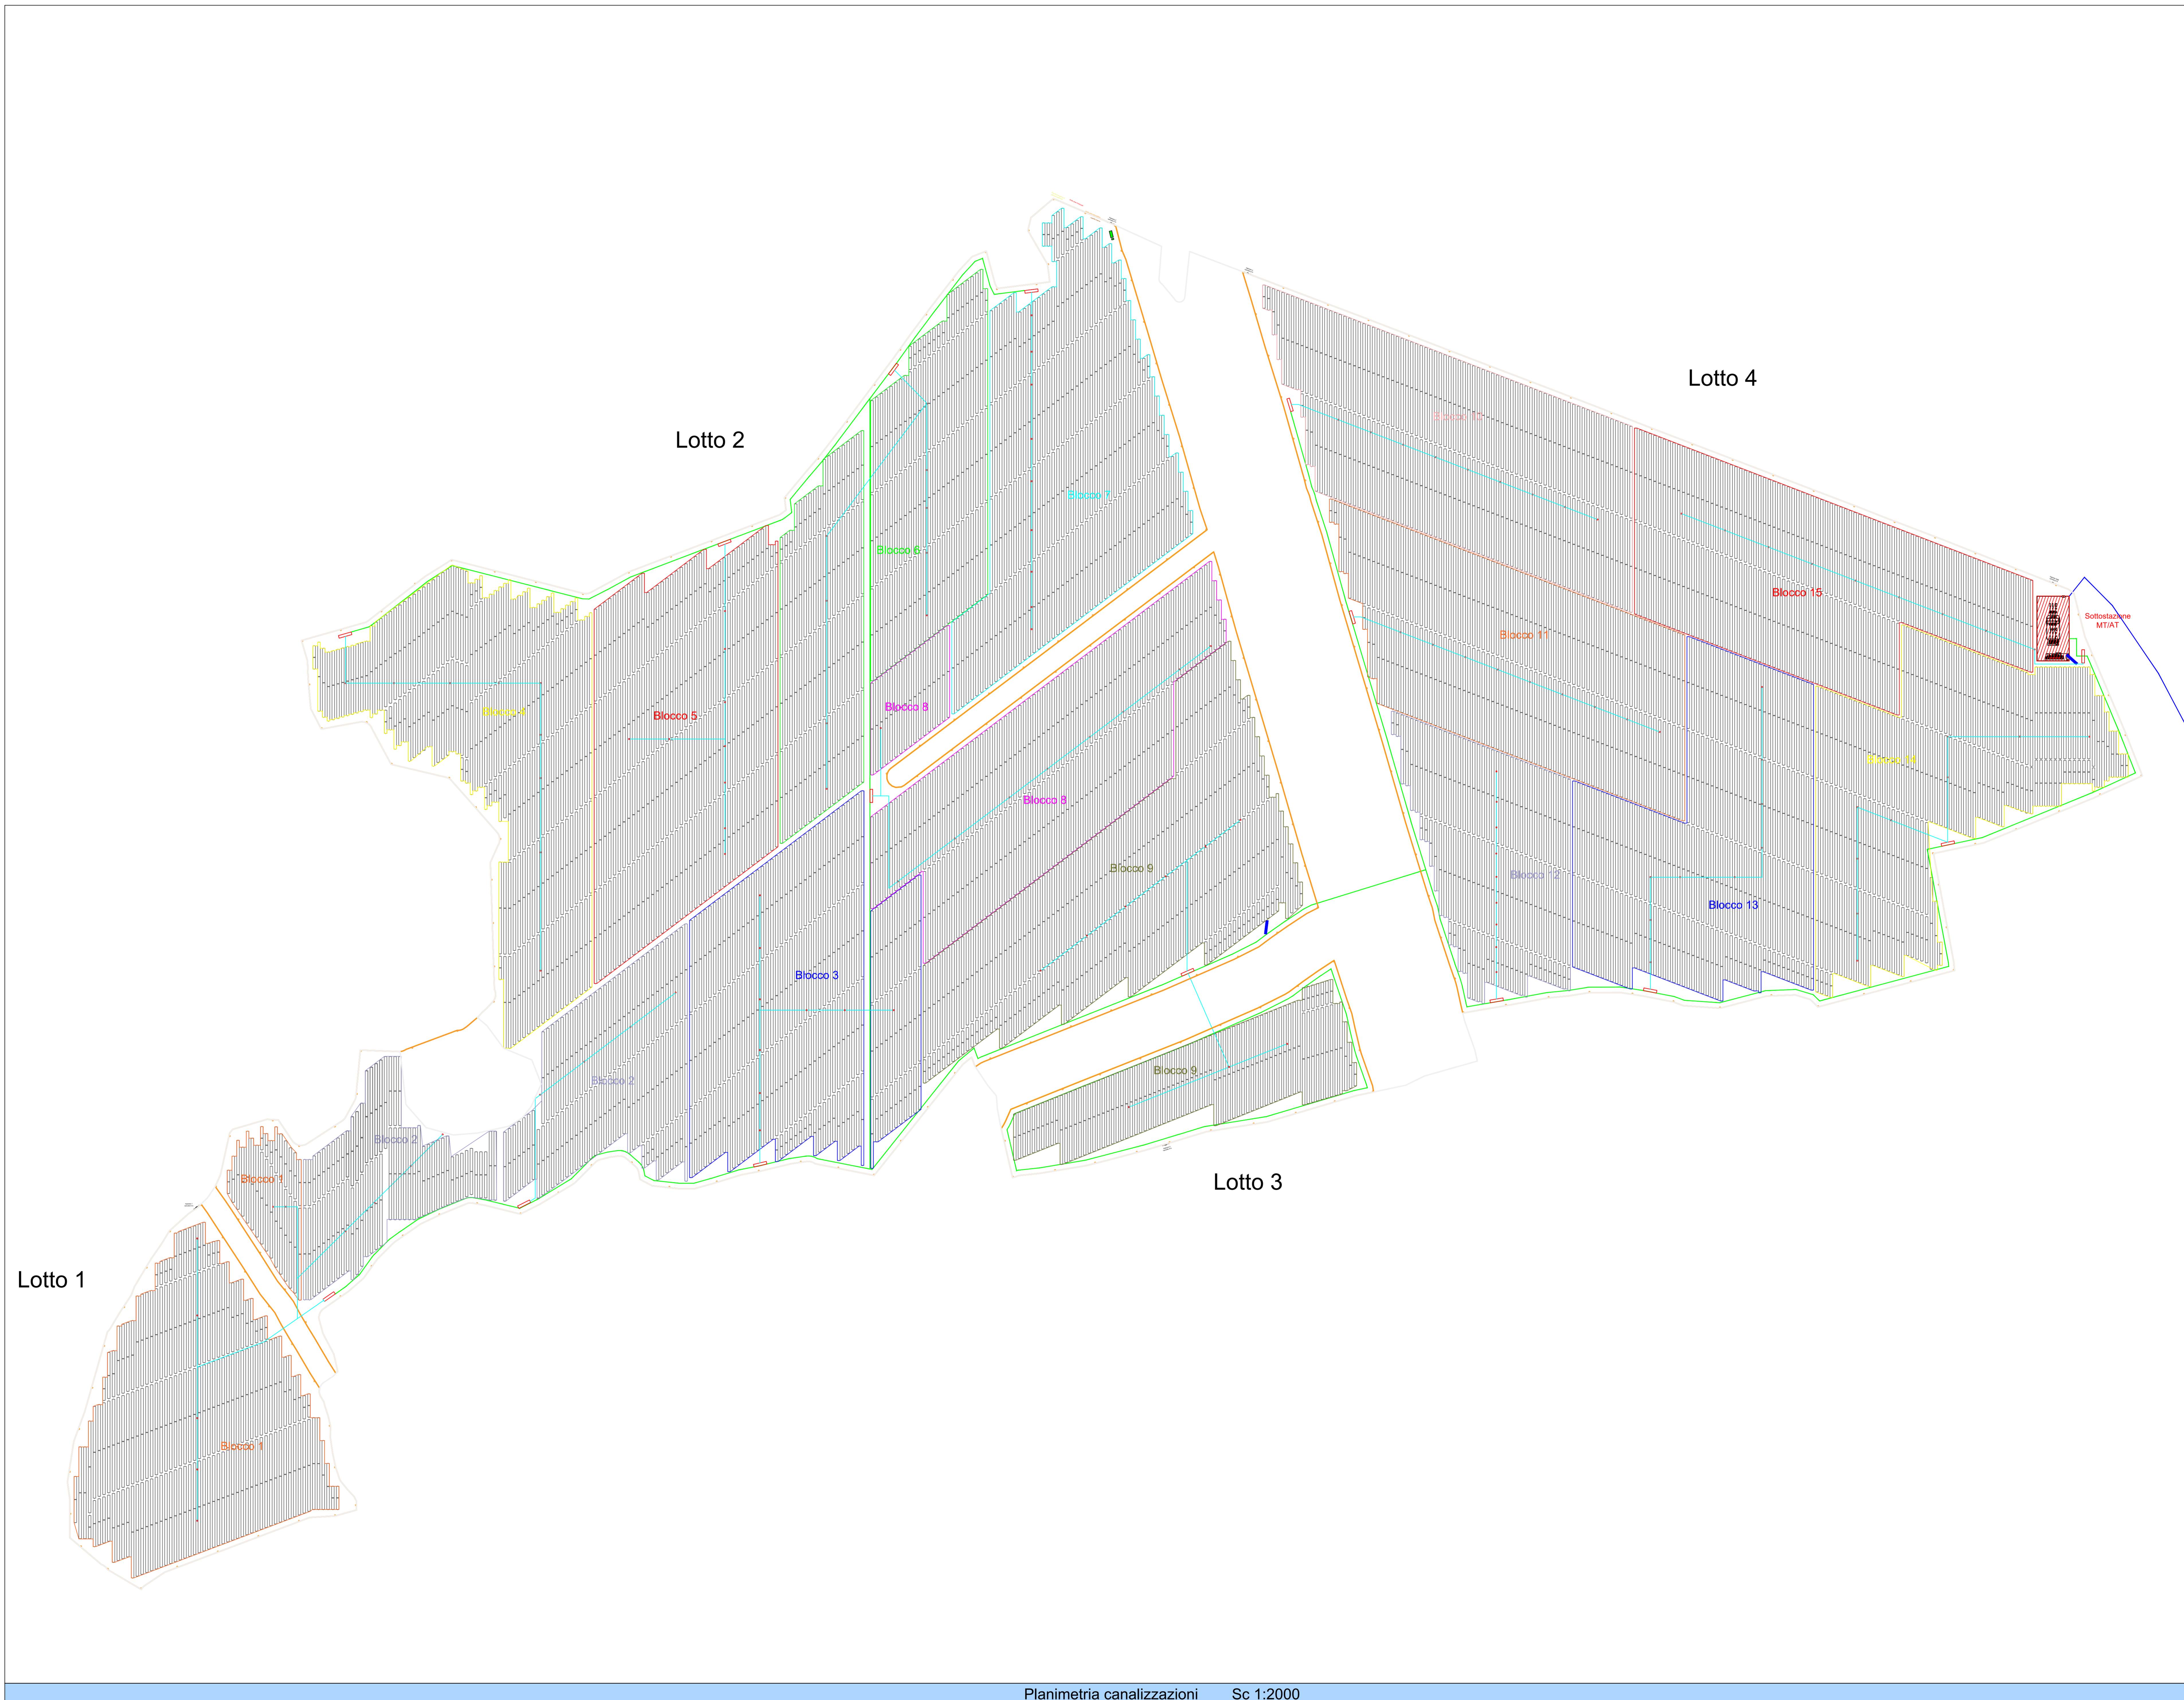 Lotto 4
Lotto 2
Blocco 10
Blocco 7
Blocco 6
Blocco 15
Sottostazione
MT/AT
Blocco 11
Blocco 8
Blocco 4
Blocco 5
Blocco 14
Blocco 8
Blocco 9
Blocco 12
Blocco 13
Blocco 3
Blocco 9
Blocco 2
Blocco 2
Blocco 1
Lotto 3
Lotto 1
Blocco 1
Planimetria canalizzazioni Sc 1:2000